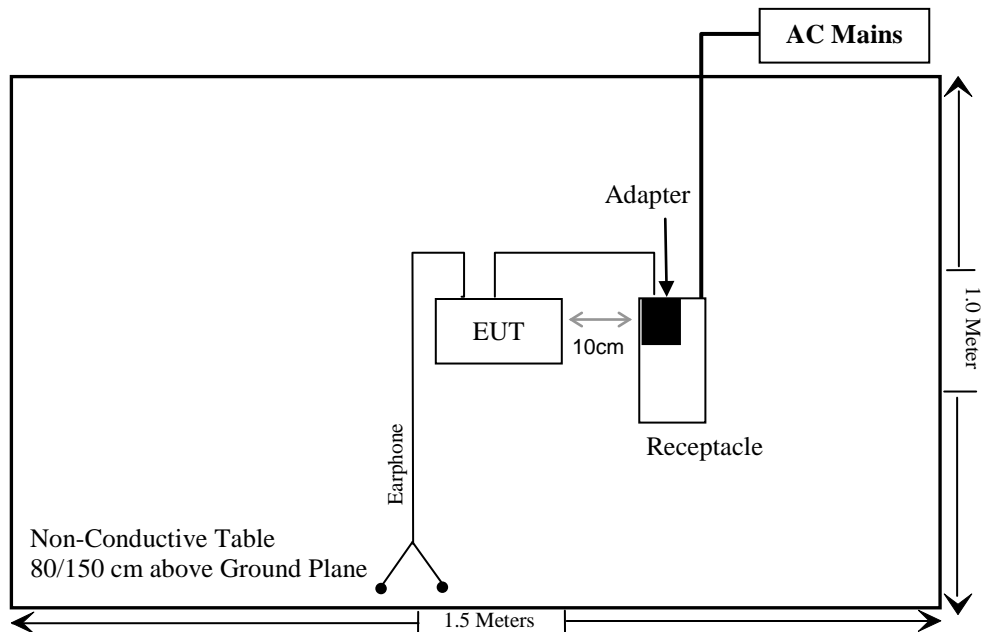 AC Mains
Adapter
EUT
10cm
1.0 Meter
Receptacle
Earphone
Non-Conductive Table
80/150 cm above Ground Plane
1.5 Meters